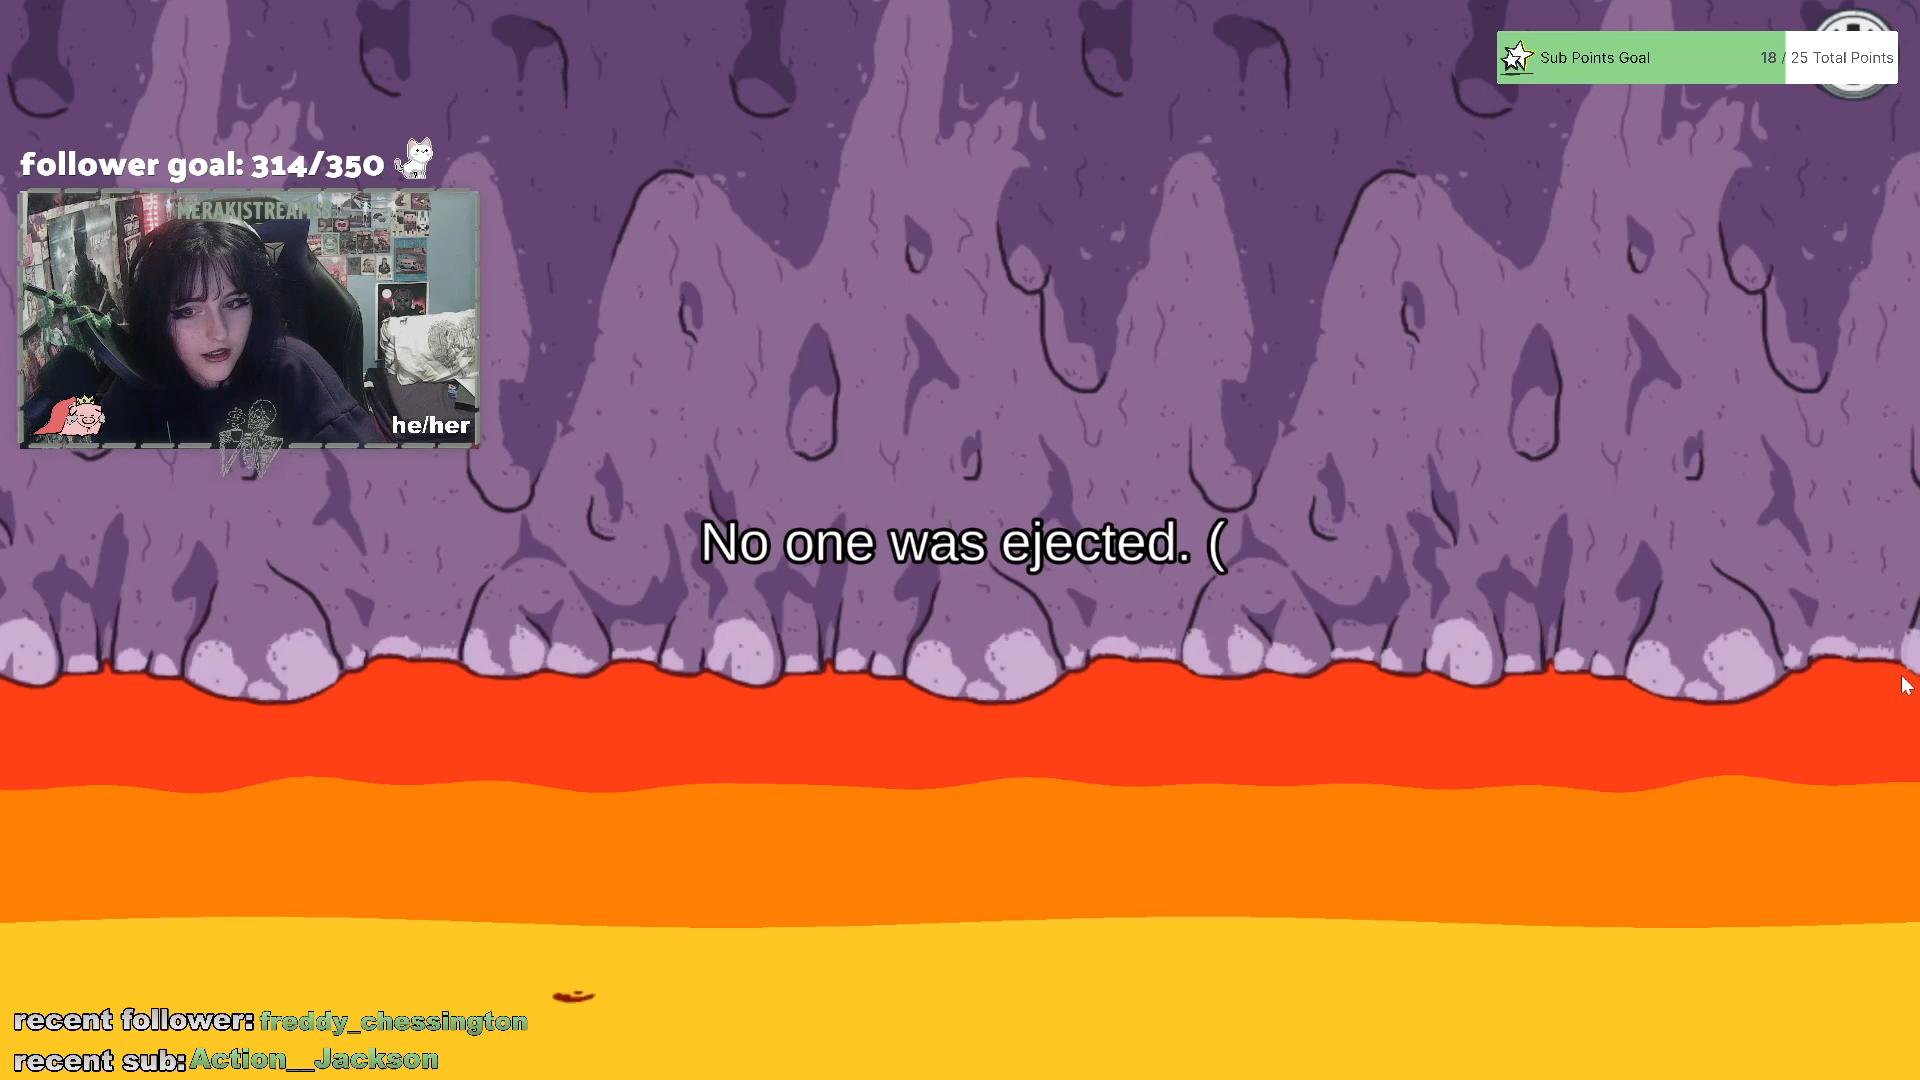 Sub Points Goal 18 / 25 Total Points
follower goal: 314/350
MERAKISTREAMS
he/her
No one was ejected. (
recent follower: freddy_chessington
recent sub: Action__Jackson